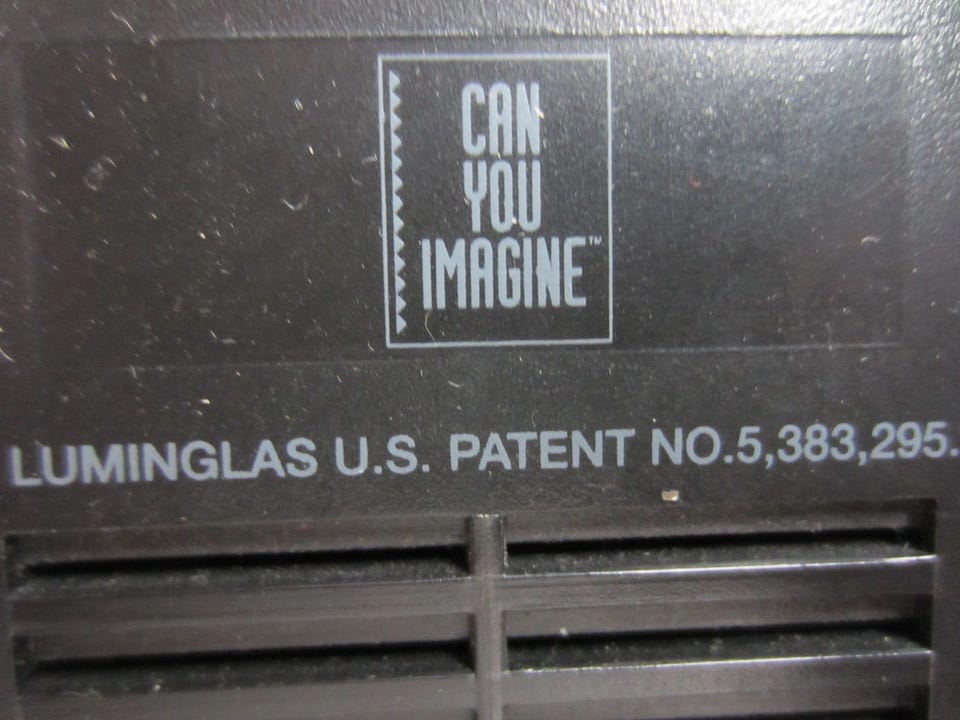 CAN
YOU
IMAGINE™
LUMINGLAS U.S. PATENT NO.5,383,295.